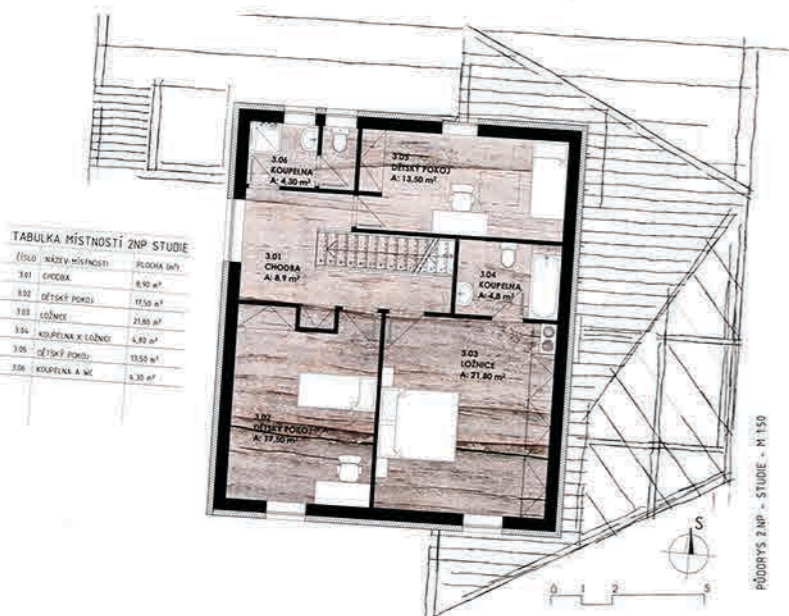 3.06
KOUPELNA
A: 4,30 m²
3.05
DĚTSKÝ POKOJ
A: 13,50 m²
3.01
CHODBA
A: 8,9 m²
3.04
KOUPELNA
A: 4,8 m²
3.03
LOŽNICE
A: 21,80 m²
3.02
DĚTSKÝ POKOJ
A: 17,50 m²
TABULKA MÍSTNOSTÍ 2NP STUDIE
ČÍSLO NÁZEV MÍSTNOSTI PLOCHA (m²)
3.01 CHODBA 8,90 m²
3.02 DĚTSKÝ POKOJ 17,50 m²
3.03 LOŽNICE 21,80 m²
3.04 KOUPELNA K LOŽNICI 4,80 m²
3.05 DĚTSKÝ POKOJ 13,50 m²
3.06 KOUPELNA A WC 4,30 m²
S
0 1 2 5
PŮDORYS 2.NP - STUDIE - M 1:50